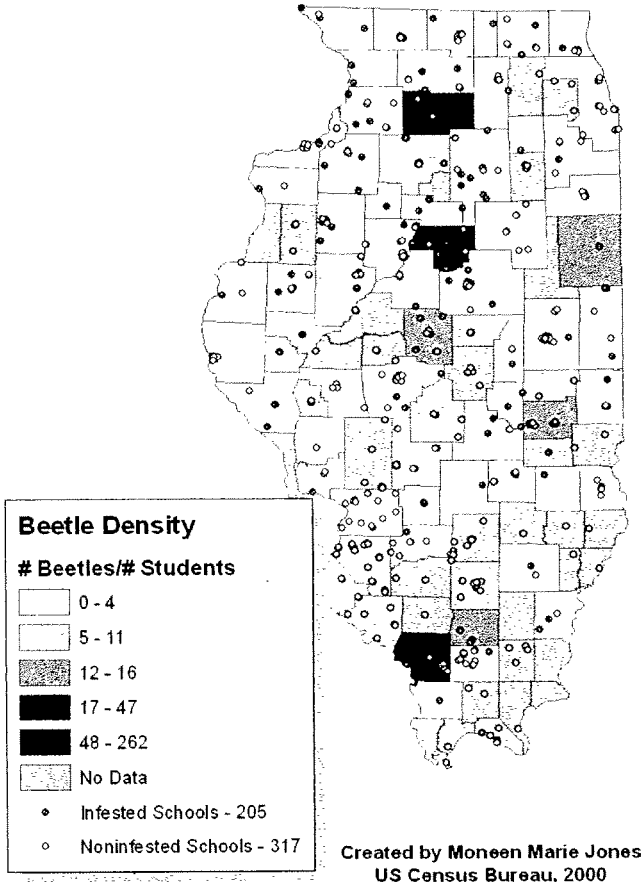 Beetle Density
# Beetles/# Students
0 - 4
5 - 11
12 - 16
17 - 47
48 - 262
No Data
Infested Schools - 205
Noninfested Schools - 317
Created by Moneen Marie Jones
US Census Bureau, 2000